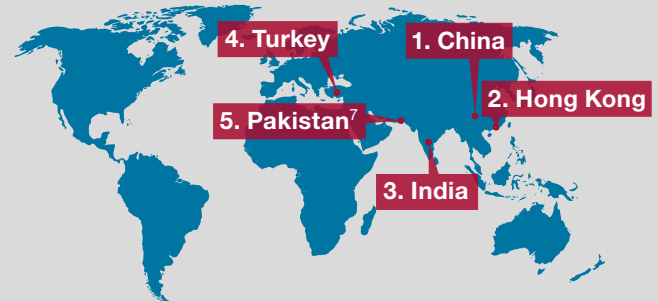 4. Turkey
1. China
2. Hong Kong
5. Pakistan⁷
3. India